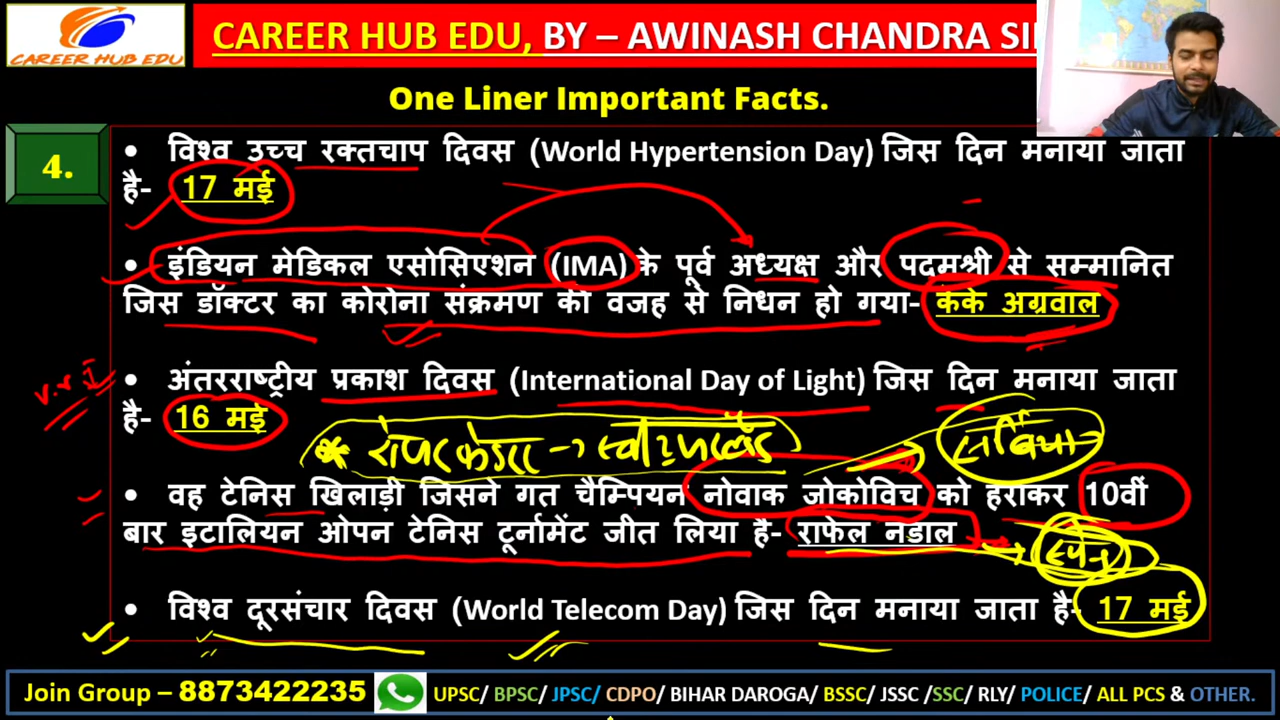 CAREER HUB EDU
CAREER HUB EDU, BY – AWINASH CHANDRA
One Liner Important Facts.
4.
• विश्व उच्च रक्तचाप दिवस (World Hypertension Day) जिस दिन मनाया जाता
है- 17 मई
• इंडियन मेडिकल एसोसिएशन (IMA) के पूर्व अध्यक्ष और पदमश्री से सम्मानित
जिस डॉक्टर का कोरोना संक्रमण की वजह से निधन हो गया- केके अग्रवाल
• अंतरराष्ट्रीय प्रकाश दिवस (International Day of Light) जिस दिन मनाया जाता
है- 16 मई
* रोजर फेडरर → स्वीटजरलैंड
सर्बिया
• वह टेनिस खिलाड़ी जिसने गत चैम्पियन नोवाक जोकोविच को हराकर 10वीं
बार इटालियन ओपन टेनिस टूर्नामेंट जीत लिया है- राफेल नडाल
स्पेन
• विश्व दूरसंचार दिवस (World Telecom Day) जिस दिन मनाया जाता है- 17 मई
Join Group – 8873422235 UPSC/ BPSC/ JPSC/ CDPO/ BIHAR DAROGA/ BSSC/ JSSC /SSC/ RLY/ POLICE/ ALL PCS & OTHER.